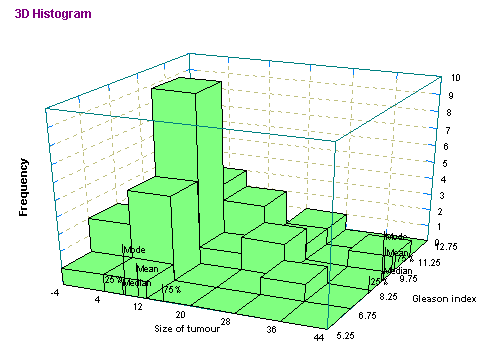 3D Histogram
10
9
8
7
6
5
4
3
2
1
0
Frequency
Mode
Mean
Median
25 %
75 %
Mode
Mean
75 %
Median
25 %
-4
4
12
20
28
36
44
Size of tumour
5.25
6.75
8.25
9.75
11.25
12.75
Gleason index